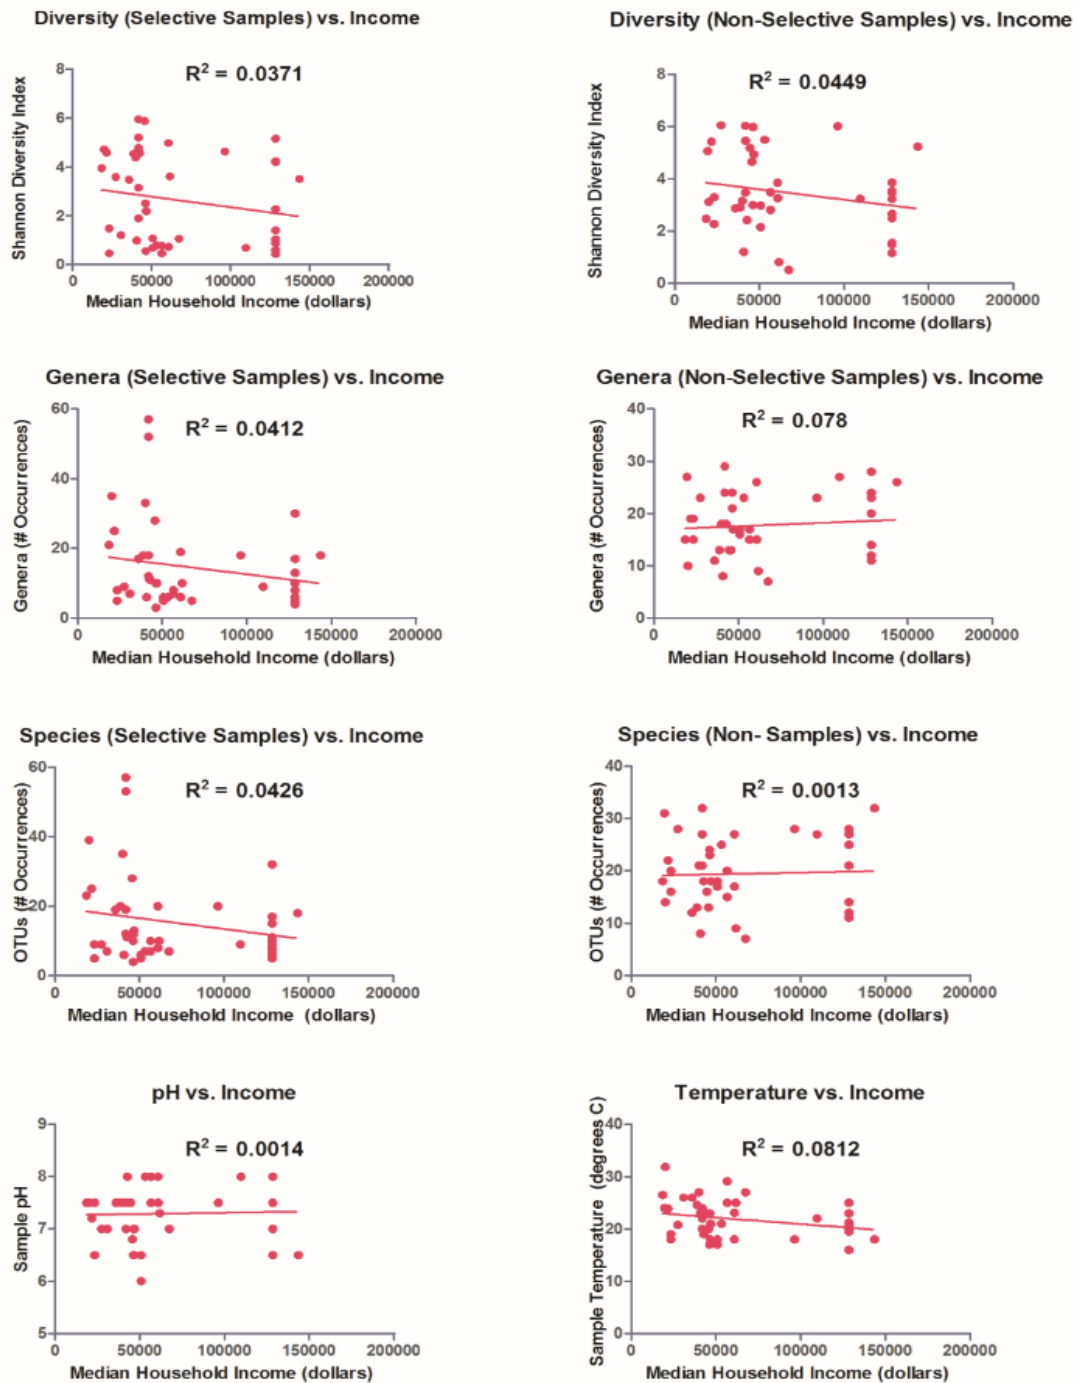 Diversity (Selective Samples) vs. Income
R² = 0.0371
Shannon Diversity Index
8
6
4
2
0
0 50000 100000 150000 200000
Median Household Income (dollars)
Diversity (Non-Selective Samples) vs. Income
R² = 0.0449
Shannon Diversity Index
8
6
4
2
0
0 50000 100000 150000 200000
Median Household Income (dollars)
Genera (Selective Samples) vs. Income
R² = 0.0412
Genera (# Occurrences)
60
40
20
0
0 50000 100000 150000 200000
Median Household Income (dollars)
Genera (Non-Selective Samples) vs. Income
R² = 0.078
Genera (# Occurrences)
40
30
20
10
0
0 50000 100000 150000 200000
Median Household Income (dollars)
Species (Selective Samples) vs. Income
R² = 0.0426
OTUs (# Occurrences)
60
40
20
0
0 50000 100000 150000 200000
Median Household Income (dollars)
Species (Non- Samples) vs. Income
R² = 0.0013
OTUs (# Occurrences)
40
30
20
10
0
0 50000 100000 150000 200000
Median Household Income (dollars)
pH vs. Income
R² = 0.0014
Sample pH
9
8
7
6
5
0 50000 100000 150000 200000
Median Household Income (dollars)
Temperature vs. Income
R² = 0.0812
Sample Temperature (degrees C)
40
30
20
10
0
0 50000 100000 150000 200000
Median Household Income (dollars)